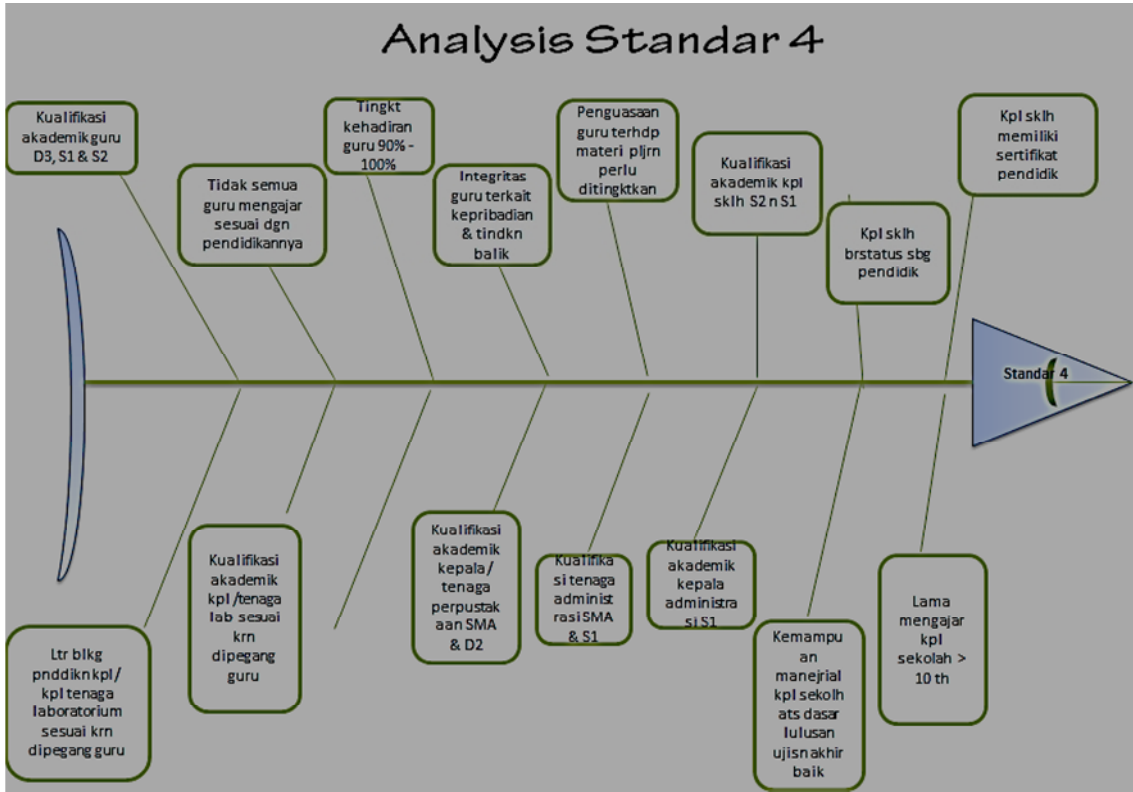 Analysis Standar 4
Kualifikasi
akademik guru
D3, S1 & S2
Tidak semua
guru mengajar
sesuai dgn
pendidikannya
Tingkt
kehadiran
guru 90% -
100%
Integritas
guru terkait
kepribadian
& tindkn
balik
Penguasaan
guru terhdp
materi pljrn
perlu
ditingktkan
Kualifikasi
akademik kpl
sklh S2 n S1
Kpl sklh
brstatus sbg
pendidik
Kpl sklh
memiliki
sertifikat
pendidik
Standar 4
Ltr blkg
pnddikn kpl/
kpl tenaga
laboratorium
sesuai krn
dipegang guru
Kualifikasi
akademik
kpl /tenaga
lab sesuai
krn
dipegang
guru
Kualifikasi
akademik
kepala/
tenaga
perpustak
aan SMA
& D2
Kualifika
si tenaga
administ
rasi SMA
& S1
Kualifikasi
akademik
kepala
administra
si S1
Kemampu
an
manejrial
kpl sekolh
ats dasar
lulusan
ujisn akhir
baik
Lama
mengajar
kpl
sekolah >
10 th